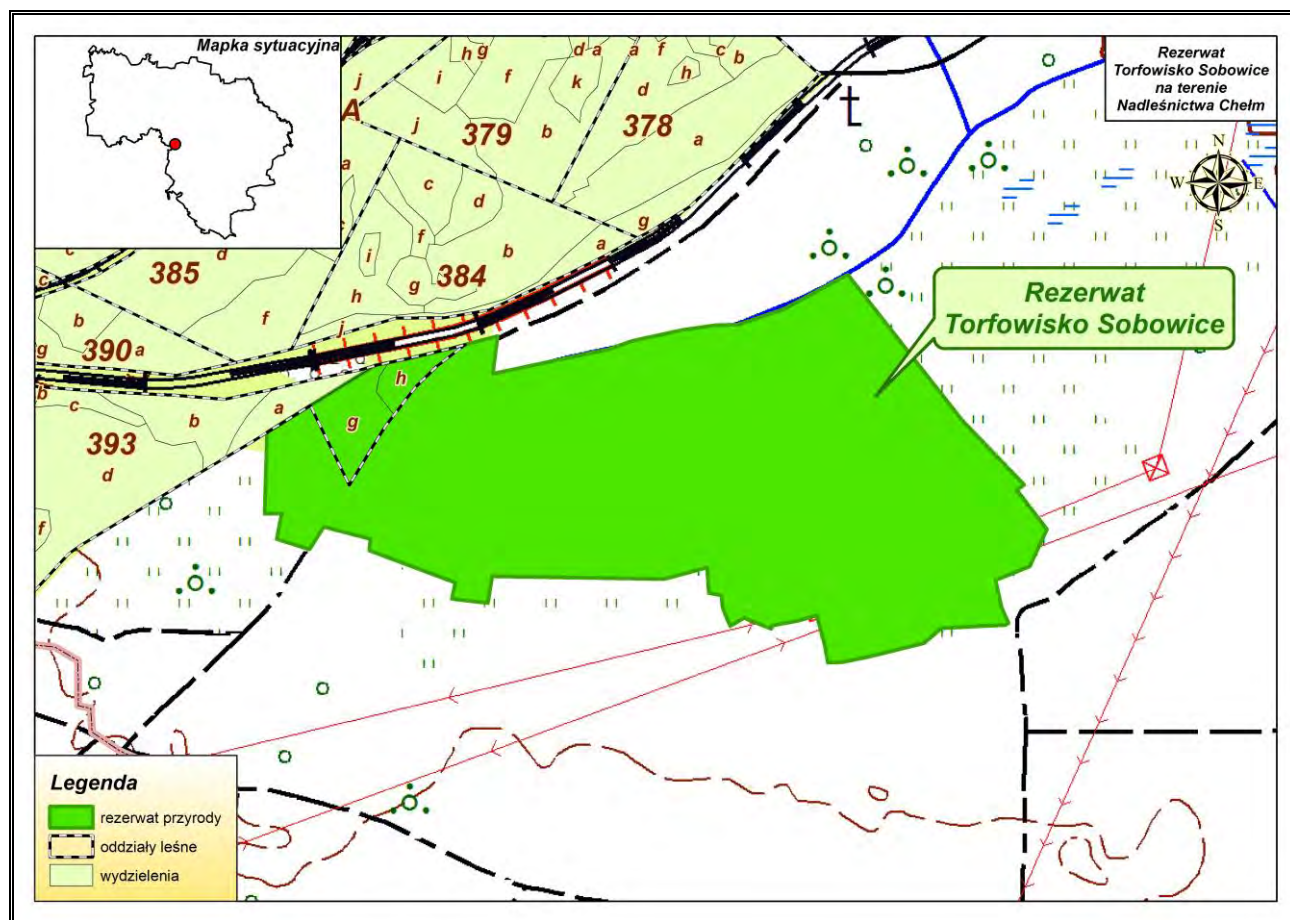 Mapka sytuacyjna
Rezerwat
Torfowisko Sobowice
na terenie
Nadleśnictwa Chełm
h g f d a a f c b
j i k d h
A
j 379 b 378 a
N
W E
S
a c d
c f
c d i b a g
385 384
g
h
f j
b
390 a
g
h
b c b a
g
393
d
f
t
Rezerwat
Torfowisko Sobowice
Legenda
rezerwat przyrody
oddziały leśne
wydzielenia